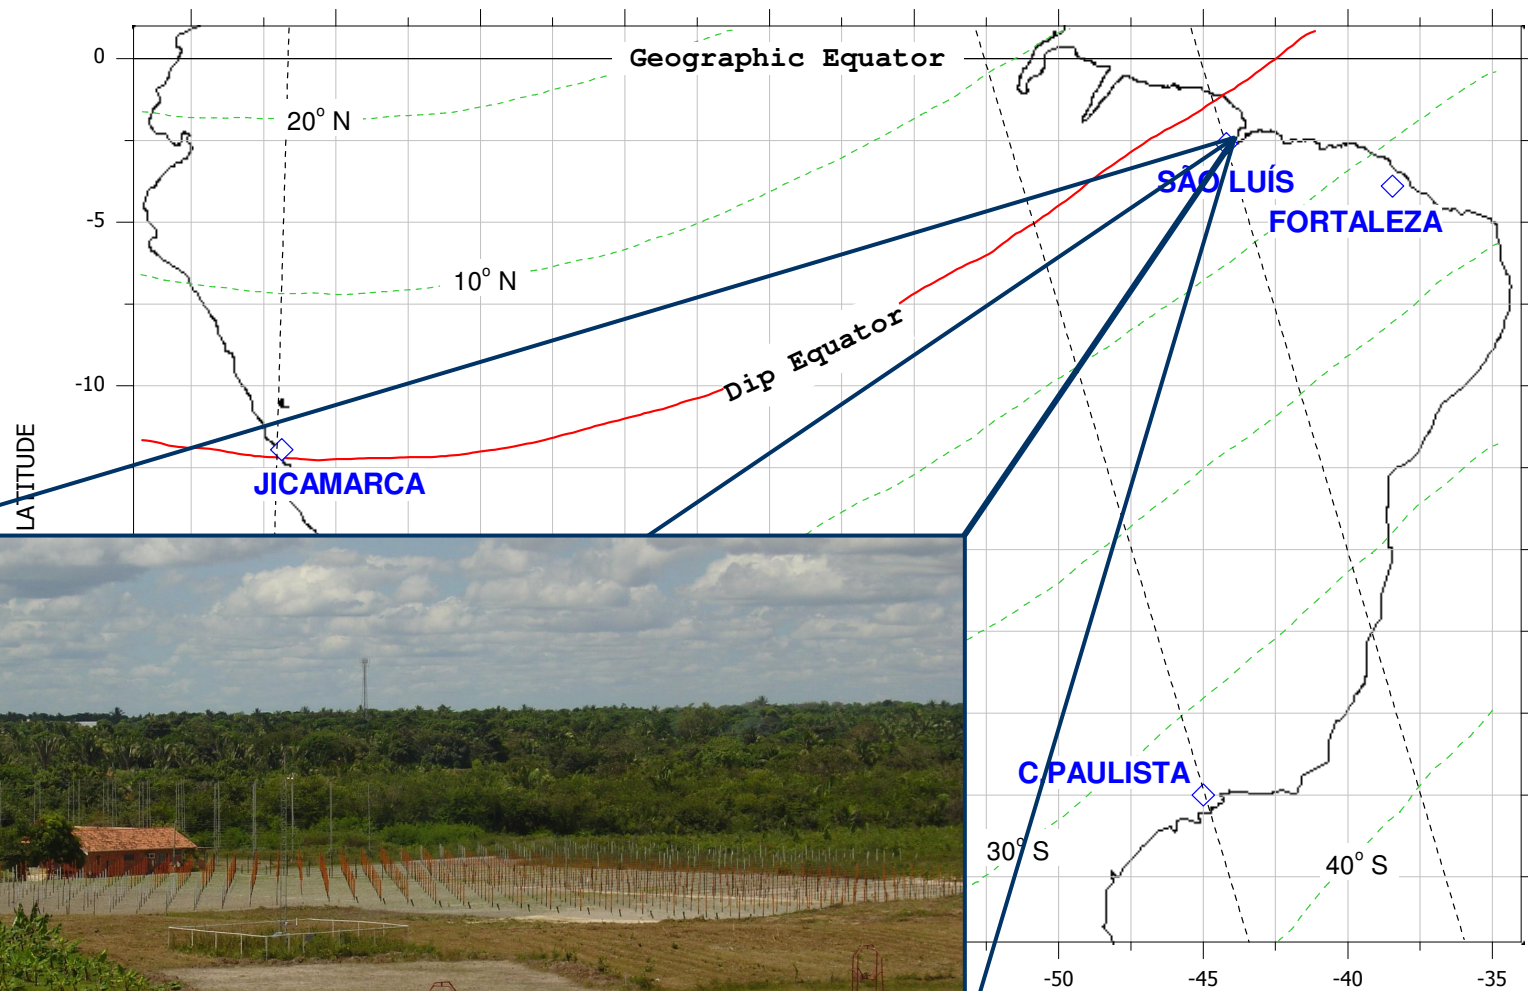 0
Geographic Equator
20° N
SÃO LUÍS
-5
FORTALEZA
10° N
Dip Equator
-10
LATITUDE
JICAMARCA
C.PAULISTA
30° S
40° S
-50
-45
-40
-35